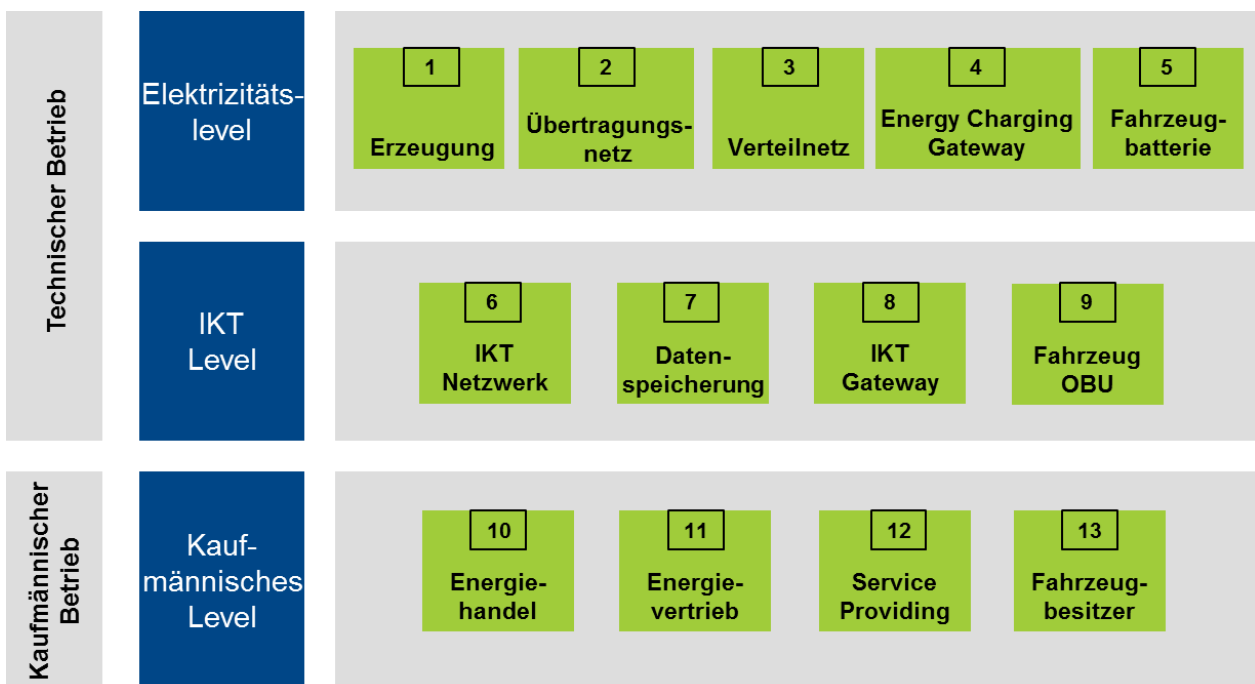 Technischer Betrieb
Elektrizitäts-
level
1
Erzeugung
2
Übertragungs-
netz
3
Verteilnetz
4
Energy Charging
Gateway
5
Fahrzeug-
batterie
IKT
Level
6
IKT
Netzwerk
7
Daten-
speicherung
8
IKT
Gateway
9
Fahrzeug
OBU
Kaufmännischer
Betrieb
Kauf-
männisches
Level
10
Energie-
handel
11
Energie-
vertrieb
12
Service
Providing
13
Fahrzeug-
besitzer